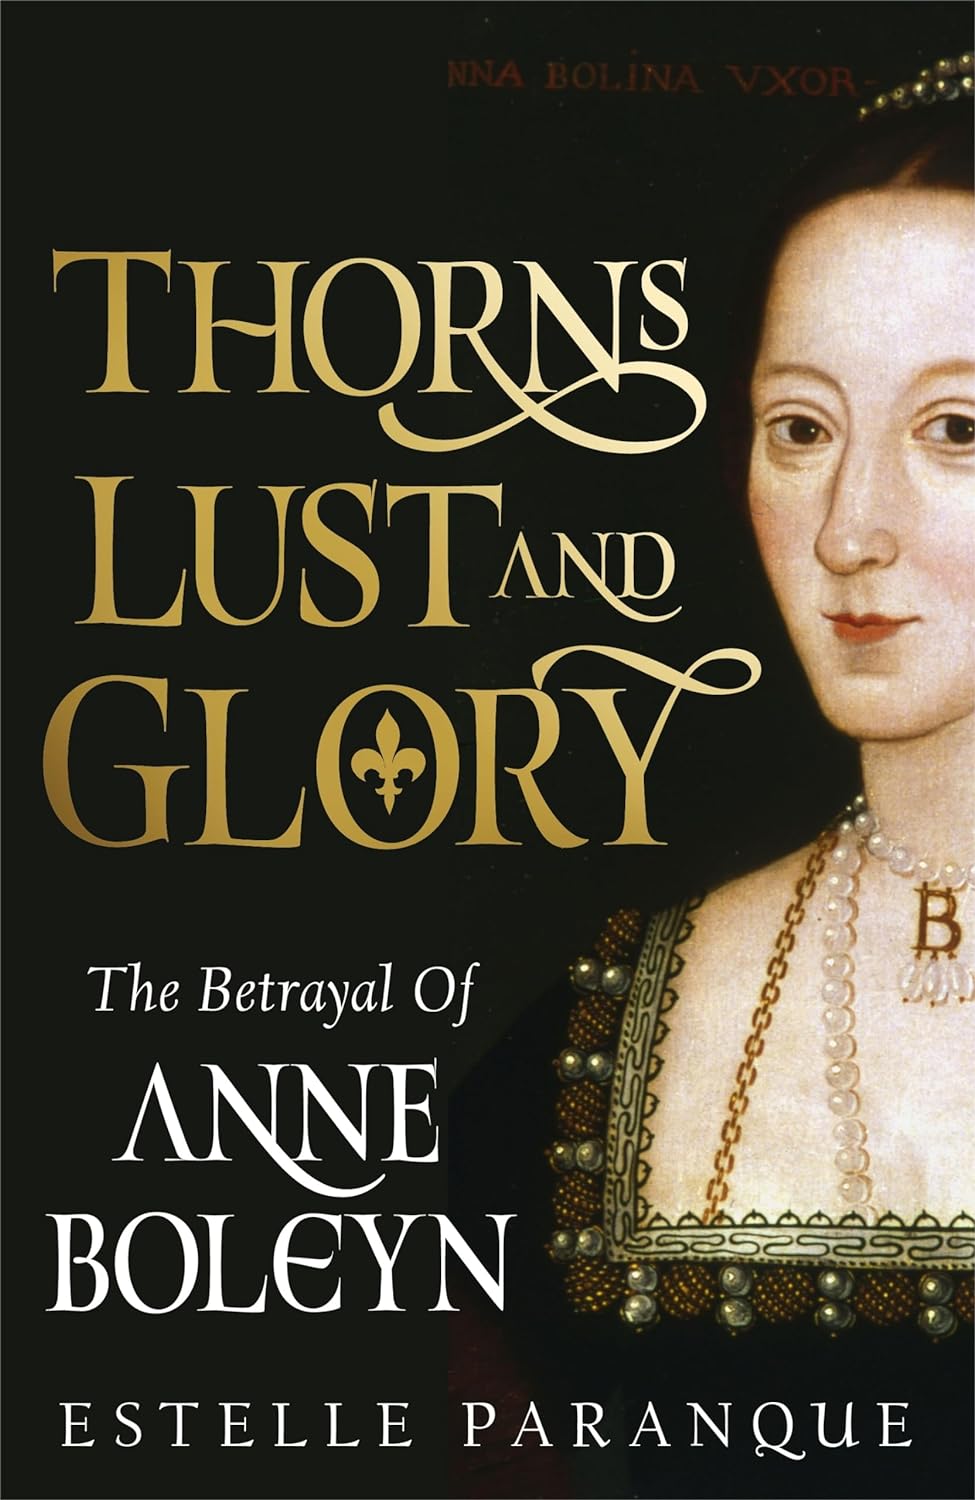 NNA BOLINA VXOR-
THORNS
LUST AND
GLORY
The Betrayal Of
ANNE
BOLEYN
B
ESTELLE PARANQUE